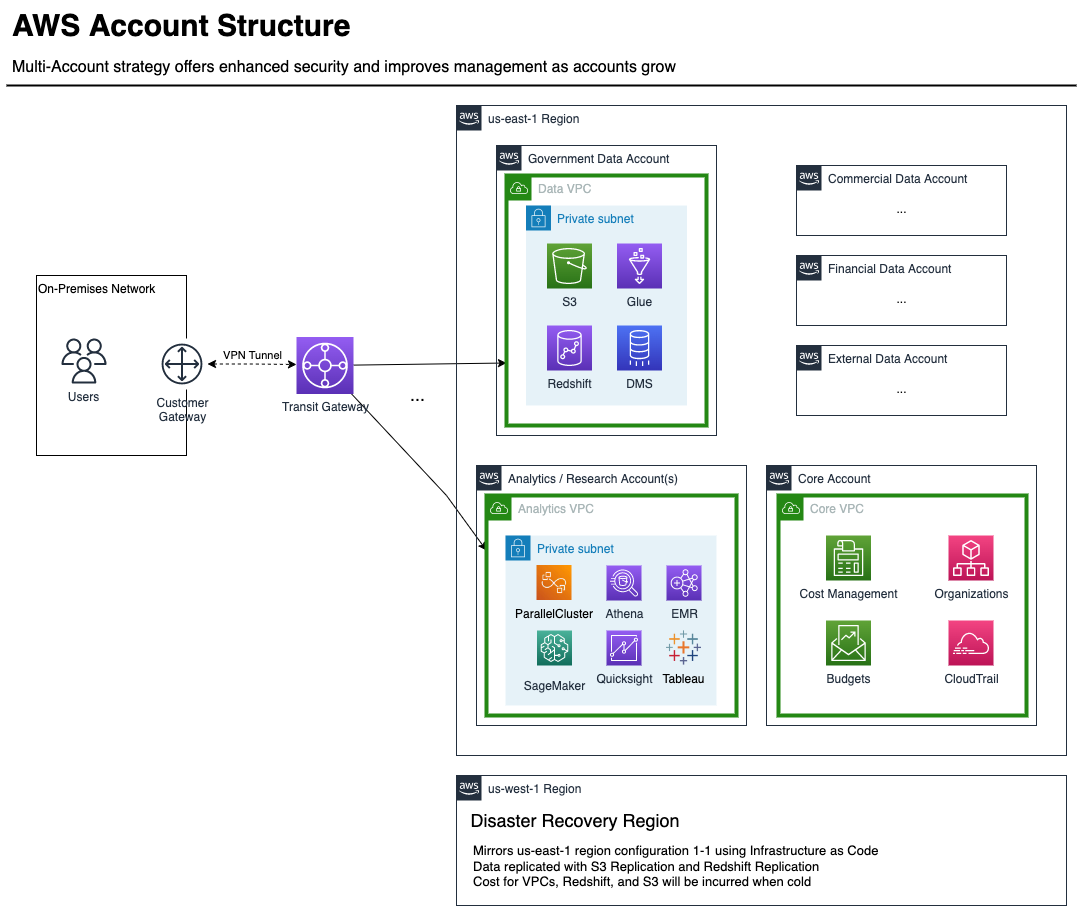 AWS Account Structure
Multi-Account strategy offers enhanced security and improves management as accounts grow
aws
us-east-1 Region
aws
Government Data Account
Data VPC
Private subnet
S3
Glue
Redshift
DMS
aws
Commercial Data Account
...
aws
Financial Data Account
...
aws
External Data Account
...
On-Premises Network
Users
Customer
Gateway
VPN Tunnel
Transit Gateway
...
aws
Analytics / Research Account(s)
Analytics VPC
Private subnet
ParallelCluster
Athena
EMR
SageMaker
Quicksight
Tableau
aws
Core Account
Core VPC
Cost Management
Organizations
Budgets
CloudTrail
aws
us-west-1 Region
Disaster Recovery Region
Mirrors us-east-1 region configuration 1-1 using Infrastructure as Code
Data replicated with S3 Replication and Redshift Replication
Cost for VPCs, Redshift, and S3 will be incurred when cold